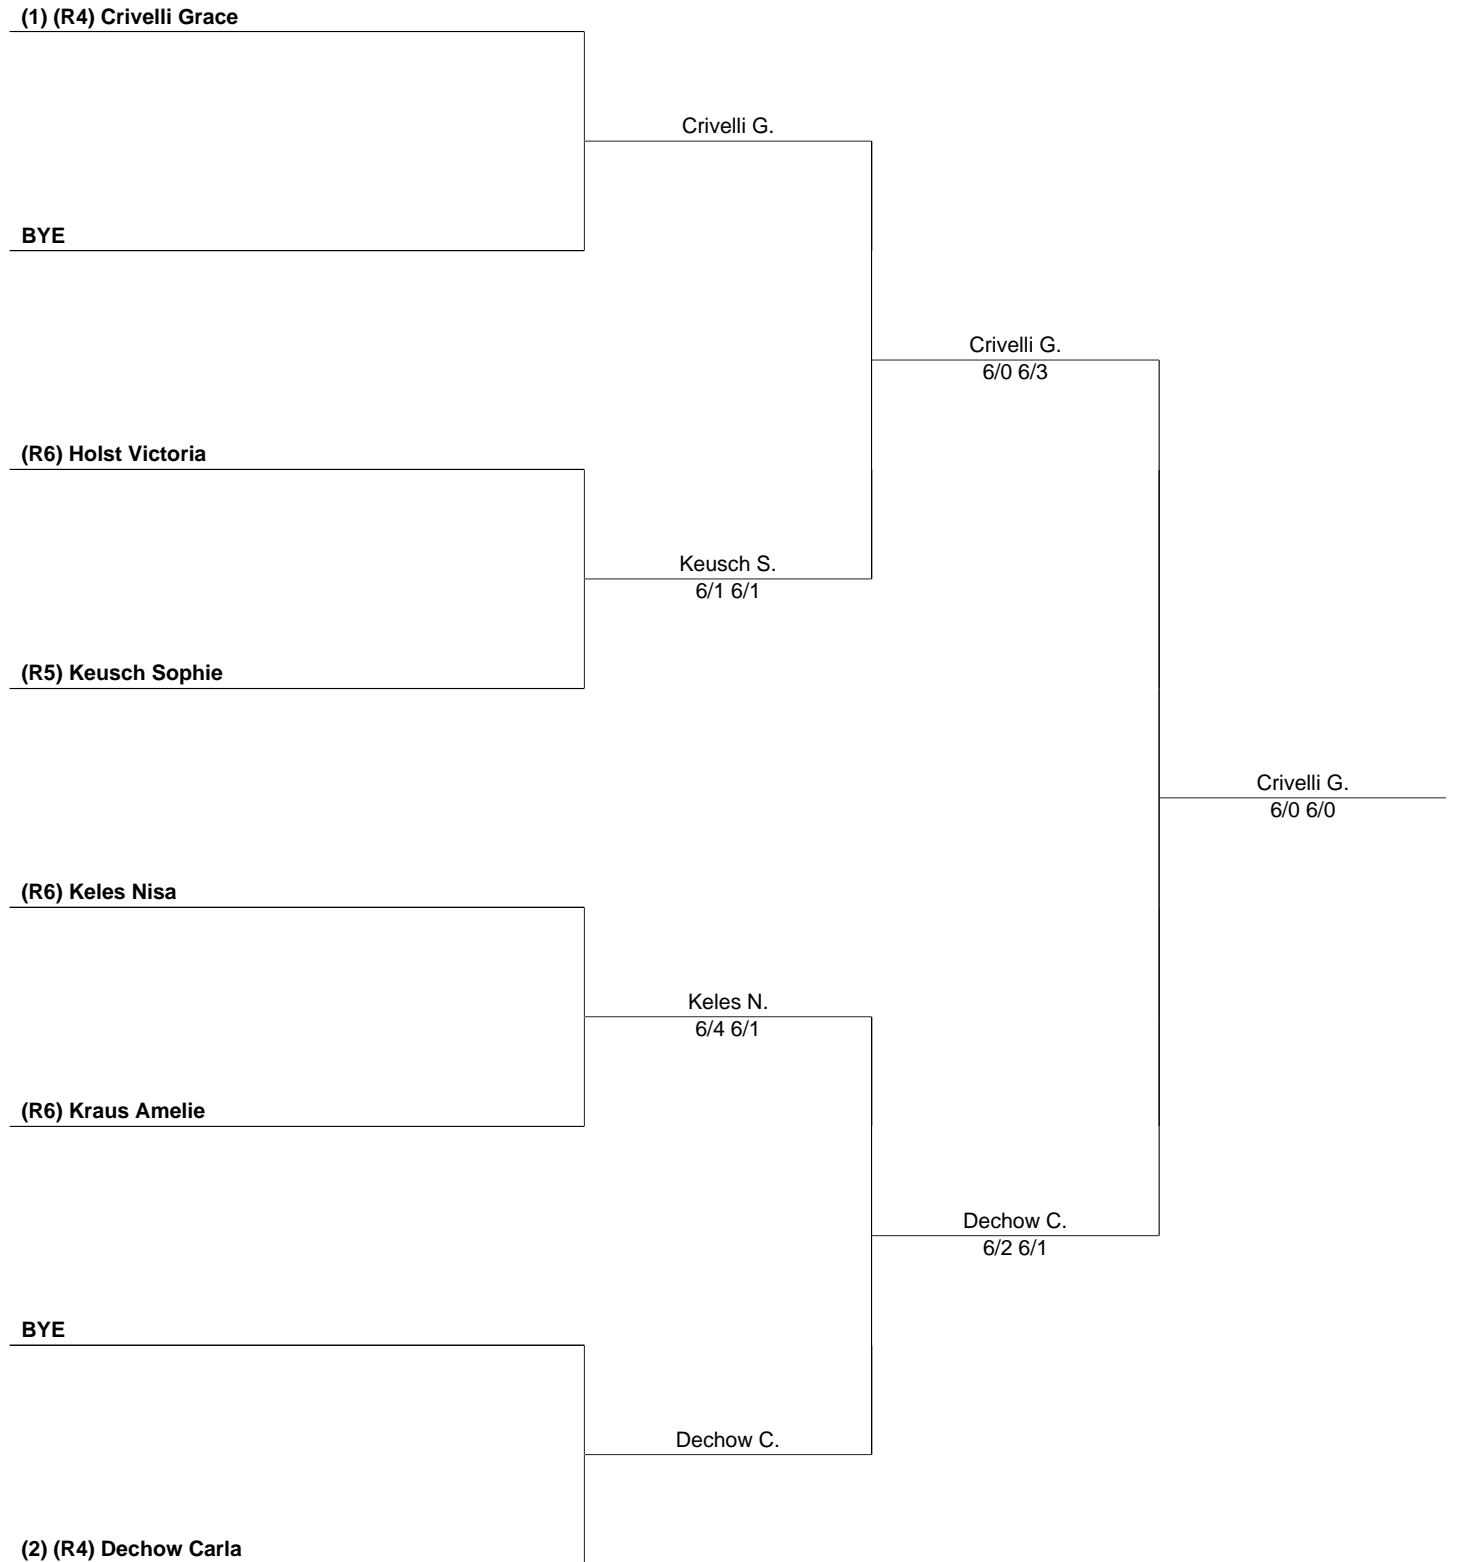 (1) (R4) Crivelli Grace
Crivelli G.
BYE
Crivelli G.
6/0 6/3
(R6) Holst Victoria
Keusch S.
6/1 6/1
(R5) Keusch Sophie
Crivelli G.
6/0 6/0
(R6) Keles Nisa
Keles N.
6/4 6/1
(R6) Kraus Amelie
Dechow C.
6/2 6/1
BYE
Dechow C.
(2) (R4) Dechow Carla